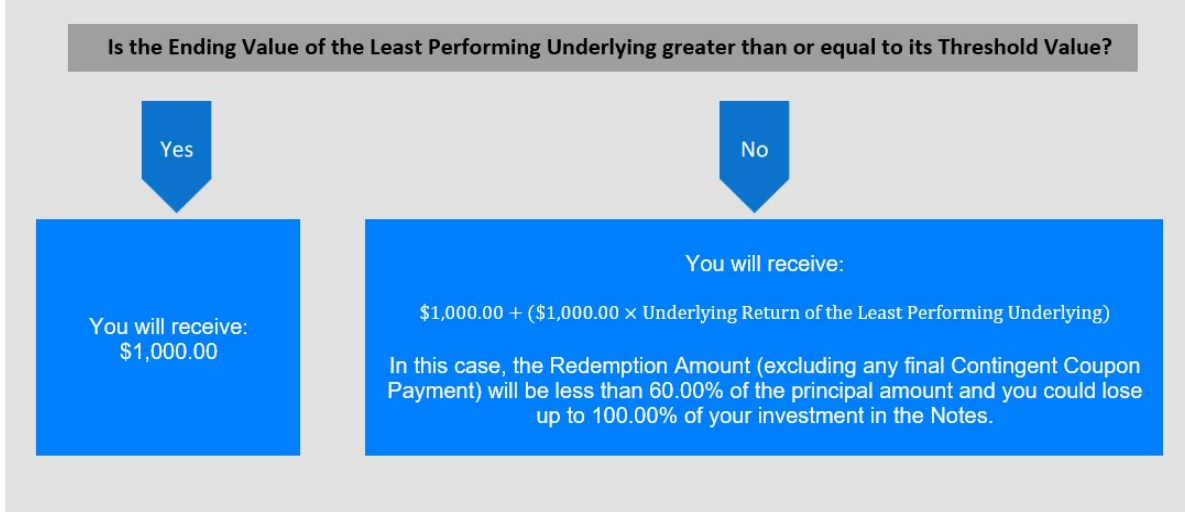 Is the Ending Value of the Least Performing Underlying greater than or equal to its Threshold Value?
Yes
No
You will receive:
$1,000.00
You will receive:
$1,000.00 + ($1,000.00 × Underlying Return of the Least Performing Underlying)
In this case, the Redemption Amount (excluding any final Contingent Coupon
Payment) will be less than 60.00% of the principal amount and you could lose
up to 100.00% of your investment in the Notes.